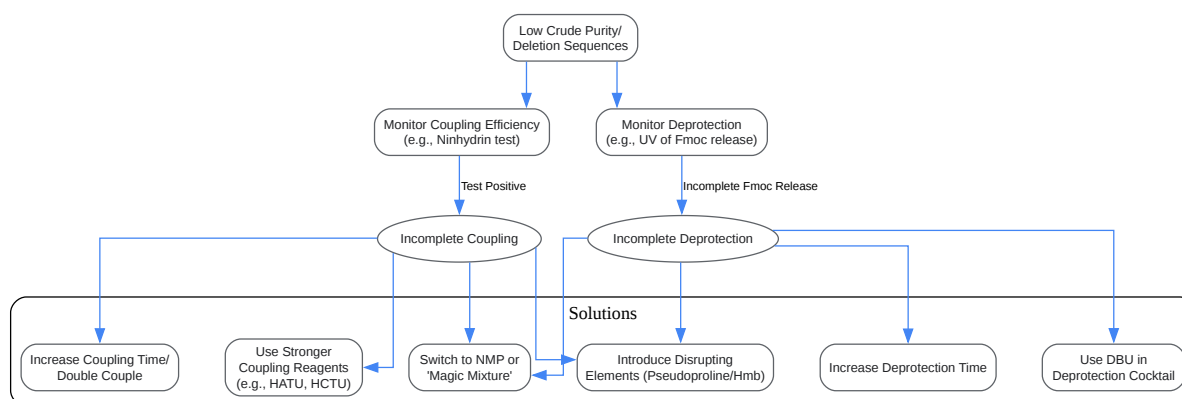 Low Crude Purity/
Deletion Sequences
Monitor Coupling Efficiency
(e.g., Ninhydrin test)
Monitor Deprotection
(e.g., UV of Fmoc release)
Test Positive
Incomplete Fmoc Release
Incomplete Coupling
Incomplete Deprotection
Solutions
Increase Coupling Time/
Double Couple
Use Stronger
Coupling Reagents
(e.g., HATU, HCTU)
Switch to NMP or
'Magic Mixture'
Introduce Disrupting
Elements (Pseudoproline/Hmb)
Increase Deprotection Time
Use DBU in
Deprotection Cocktail